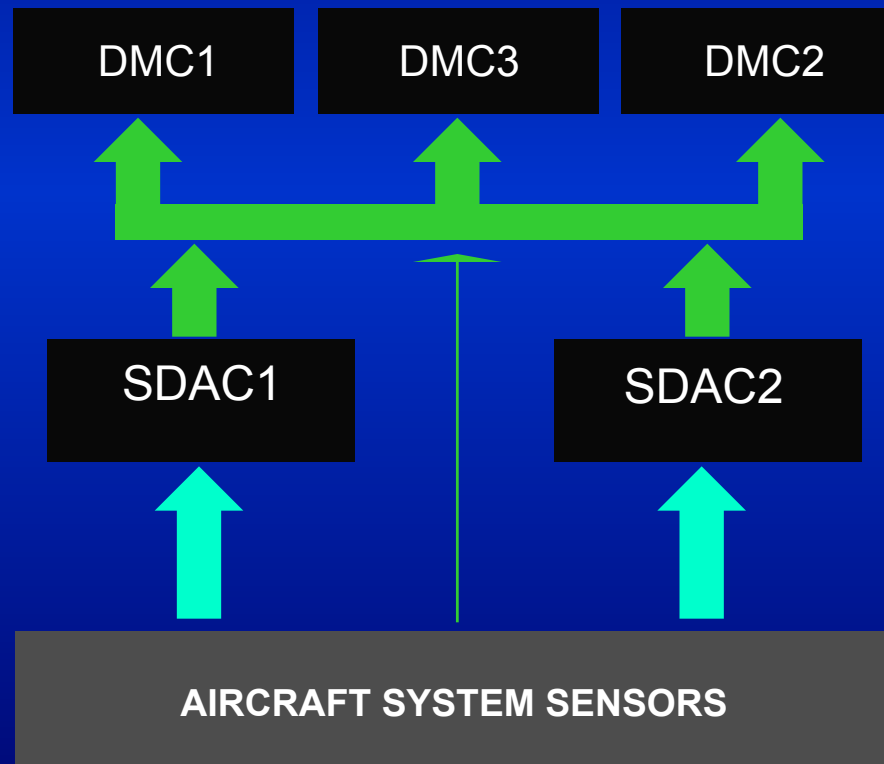 DMC1
DMC3
DMC2
SDAC1
SDAC2
AIRCRAFT SYSTEM SENSORS